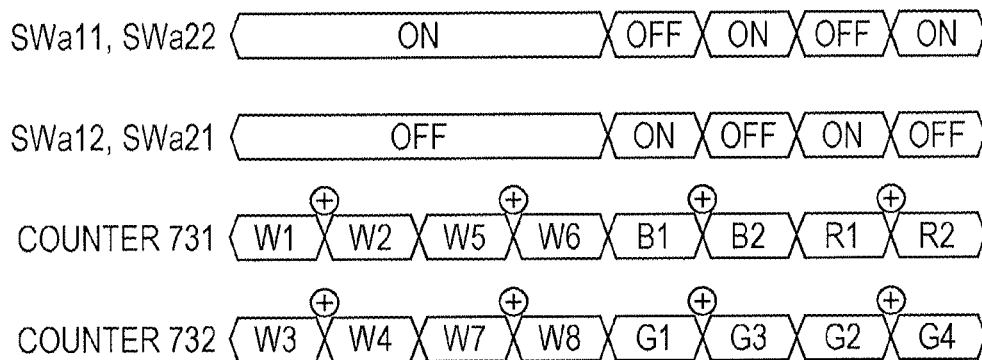 SWa11, SWa22 ON OFF ON OFF ON
SWa12, SWa21 OFF ON OFF ON OFF
+ + + +
COUNTER 731 W1 W2 W5 W6 B1 B2 R1 R2
+ + + +
COUNTER 732 W3 W4 W7 W8 G1 G3 G2 G4